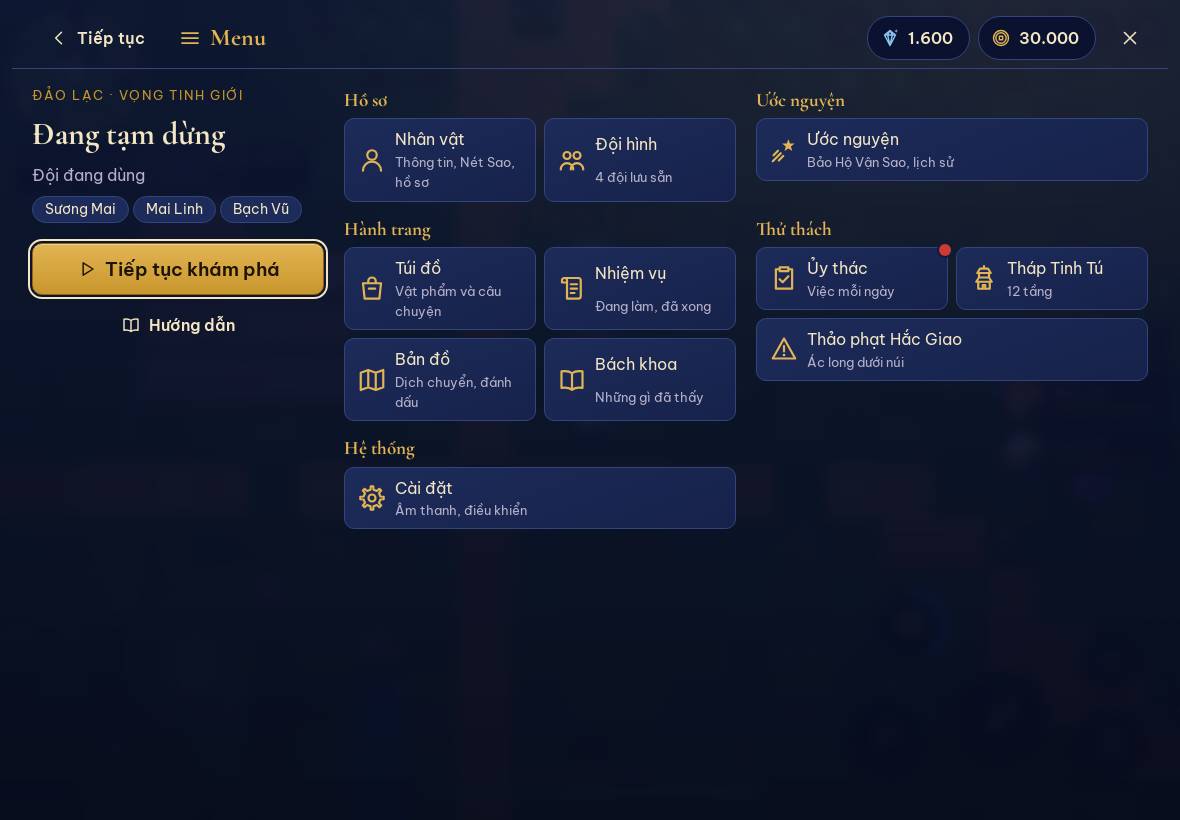 Tiếp tục
Menu
1.600
30.000
ĐẢO LẠC · VỌNG TINH GIỚI
Đang tạm dừng
Đội đang dùng
Sương Mai
Mai Linh
Bạch Vũ
Tiếp tục khám phá
Hướng dẫn
Hồ sơ
Nhân vật
Thông tin, Nét Sao,
hồ sơ
Đội hình
4 đội lưu sẵn
Hành trang
Túi đồ
Vật phẩm và câu
chuyện
Nhiệm vụ
Đang làm, đã xong
Bản đồ
Dịch chuyển, đánh
dấu
Bách khoa
Những gì đã thấy
Hệ thống
Cài đặt
Âm thanh, điều khiển
Ước nguyện
Ước nguyện
Bảo Hộ Vận Sao, lịch sử
Thử thách
Ủy thác
Việc mỗi ngày
Tháp Tinh Tú
12 tầng
Thảo phạt Hắc Giao
Ác long dưới núi